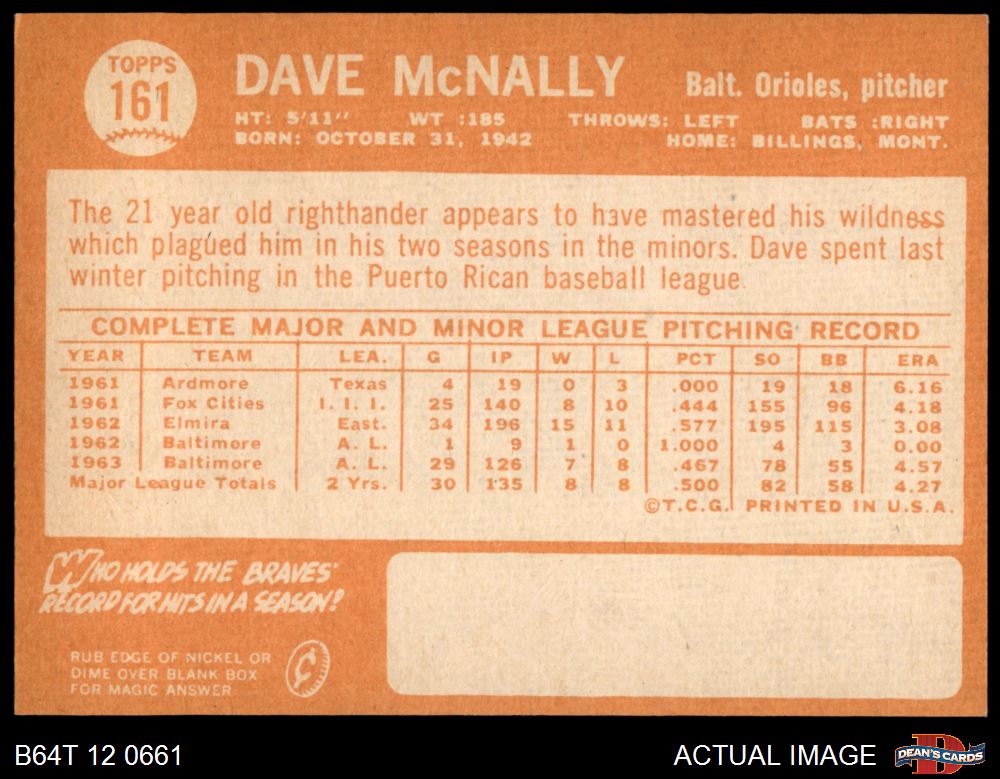 TOPPS
161
DAVE McNALLY
Balt. Orioles, pitcher
HT: 5'11" WT :185 THROWS: LEFT BATS :RIGHT
BORN: OCTOBER 31, 1942 HOME: BILLINGS, MONT.
The 21 year old righthander appears to have mastered his wildness
which plagued him in his two seasons in the minors. Dave spent last
winter pitching in the Puerto Rican baseball league.
COMPLETE MAJOR AND MINOR LEAGUE PITCHING RECORD
YEAR TEAM LEA. G IP W L PCT SO BB ERA
1961 Ardmore Texas 4 19 0 3 .000 19 18 6.16
1961 Fox Cities I. I. I. 25 140 8 10 .444 155 96 4.18
1962 Elmira East. 34 196 15 11 .577 195 115 3.08
1962 Baltimore A. L. 1 9 1 0 1.000 4 3 0.00
1963 Baltimore A. L. 29 126 7 8 .467 78 55 4.57
Major League Totals 2 Yrs. 30 135 8 8 .500 82 58 4.27
©T.C.G. PRINTED IN U.S.A.
WHO HOLDS THE BRAVES'
RECORD FOR HITS IN A SEASON?
RUB EDGE OF NICKEL OR
DIME OVER BLANK BOX
FOR MAGIC ANSWER
¢
B64T 12 0661
ACTUAL IMAGE
D
DEAN'S CARDS